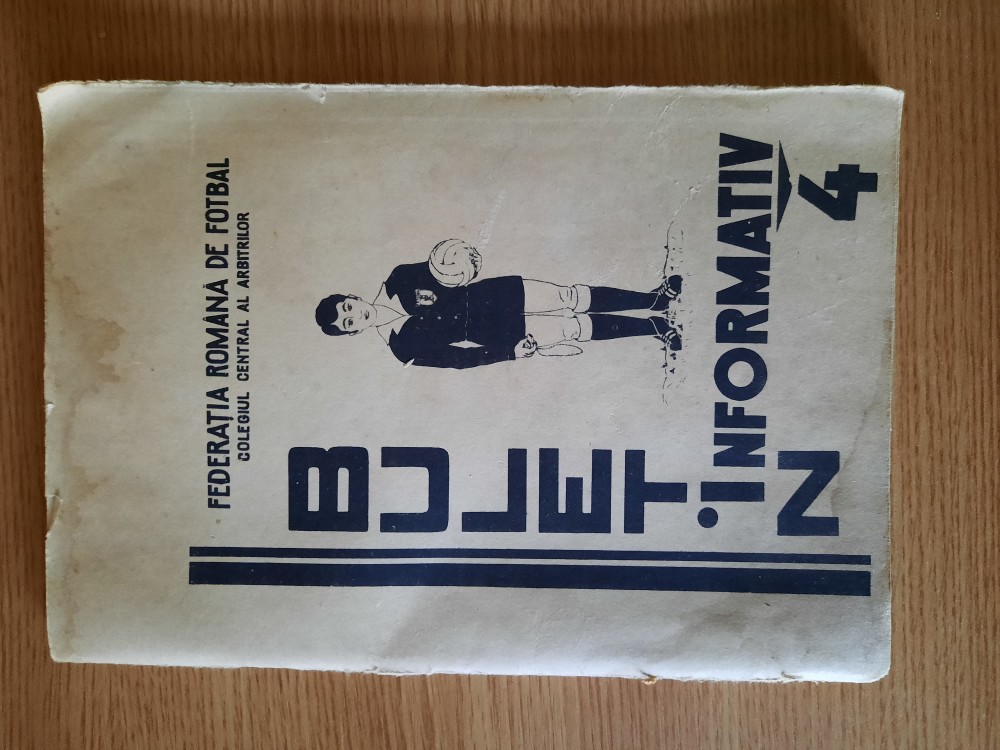 FEDERAȚIA ROMÂNĂ DE FOTBAL
COLEGIUL CENTRAL AL ARBITRILOR
BULETIN
INFORMATIV
4